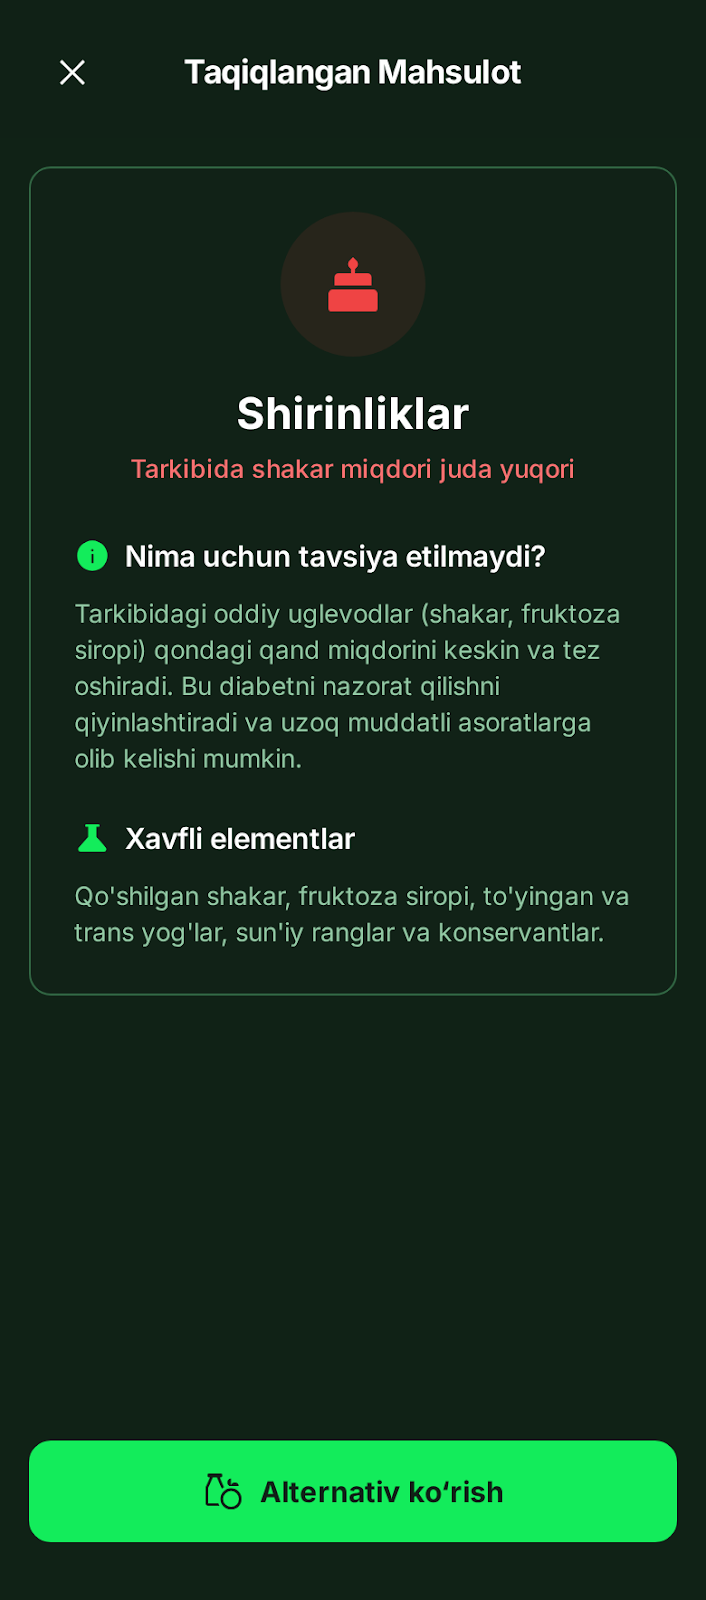 Taqiqlangan Mahsulot
Shirinliklar
Tarkibida shakar miqdori juda yuqori
Nima uchun tavsiya etilmaydi?
Tarkibidagi oddiy uglevodlar (shakar, fruktoza
siropi) qondagi qand miqdorini keskin va tez
oshiradi. Bu diabetni nazorat qilishni
qiyinlashtiradi va uzoq muddatli asoratlarga
olib kelishi mumkin.
Xavfli elementlar
Qo'shilgan shakar, fruktoza siropi, to'yingan va
trans yog'lar, sun'iy ranglar va konservantlar.
Alternativ ko‘rish